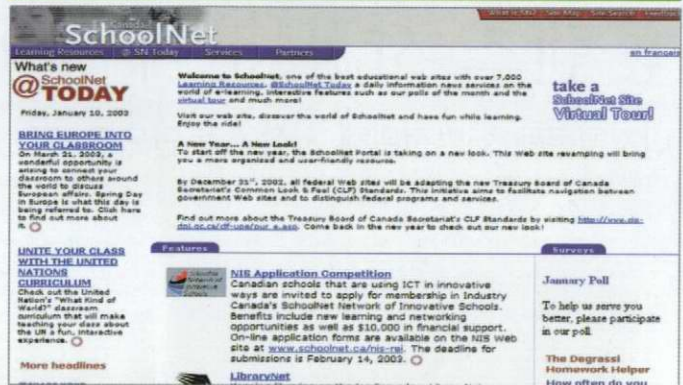 Canada's
SchoolNet
What is SN? Site Map Site Search Feedback
Learning Resources @ SN Today Services Partners
en français
What's new
@ SchoolNet
TODAY
Friday, January 10, 2003
BRING EUROPE INTO
YOUR CLASSROOM
On March 21, 2003, a
wonderful opportunity is
arising to connect your
classroom to others around
the world to discuss
European affairs. Spring Day
in Europe is what this day is
being referred to. Click here
to find out more about
it.
UNITE YOUR CLASS
WITH THE UNITED
NATIONS
CURRICULUM
Check out the United
Nation's "What Kind of
World?" classroom
curriculum that will make
teaching your class about
the UN a fun, interactive
experience.
More headlines
Welcome to SchoolNet, one of the best educational web sites with over 7,000
Learning Resources, @SchoolNet Today a daily information news services on the
world of e-learning, interactive features such as our polls of the month and the
virtual tour and much more!
Visit our web site, discover the world of SchoolNet and have fun while learning.
Enjoy the ride!
A New Year... A New Look!
To start off the new year, the SchoolNet Portal is taking on a new look. This Web site revamping will bring
you a more organised and user-friendly resource.
By December 31st, 2002, all federal Web sites will be adapting the new Treasury Board of Canada
Secretariat's Common Look & Feel (CLF) Standards. This initiative aims to facilitate navigation between
government Web sites and to distinguish federal programs and services.
Find out more about the Treasury Board of Canada Secretariat's CLF Standards by visiting
Come back in the new year to check out our new look!
take a
SchoolNet Site
Virtual Tour!
Features
SchoolNet
Network of
Innovative
Schools
NIS Application Competition
Canadian schools that are using ICT in innovative
ways are invited to apply for membership in Industry
Canada's SchoolNet Network of Innovative Schools.
Benefits include new learning and networking
opportunities as well as $10,000 in financial support.
On-line application forms are available on the NIS Web
site at www.schoolnet.ca/nis-rei. The deadline for
submissions is February 14, 2003.
LibraryNet
Surveys
January Poll
To help us serve you
better, please participate
in our poll.
The Degrassi
Homework Helper
How often do you